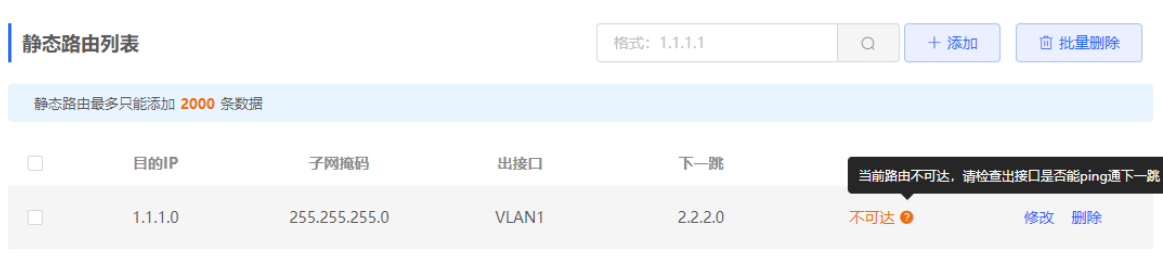 静态路由列表
格式：1.1.1.1
添加
批量删除
静态路由最多只能添加 2000 条数据
目的IP 子网掩码 出接口 下一跳
当前路由不可达，请检查出接口是否能ping通下一跳
1.1.1.0 255.255.255.0 VLAN1 2.2.2.0 不可达 修改 删除